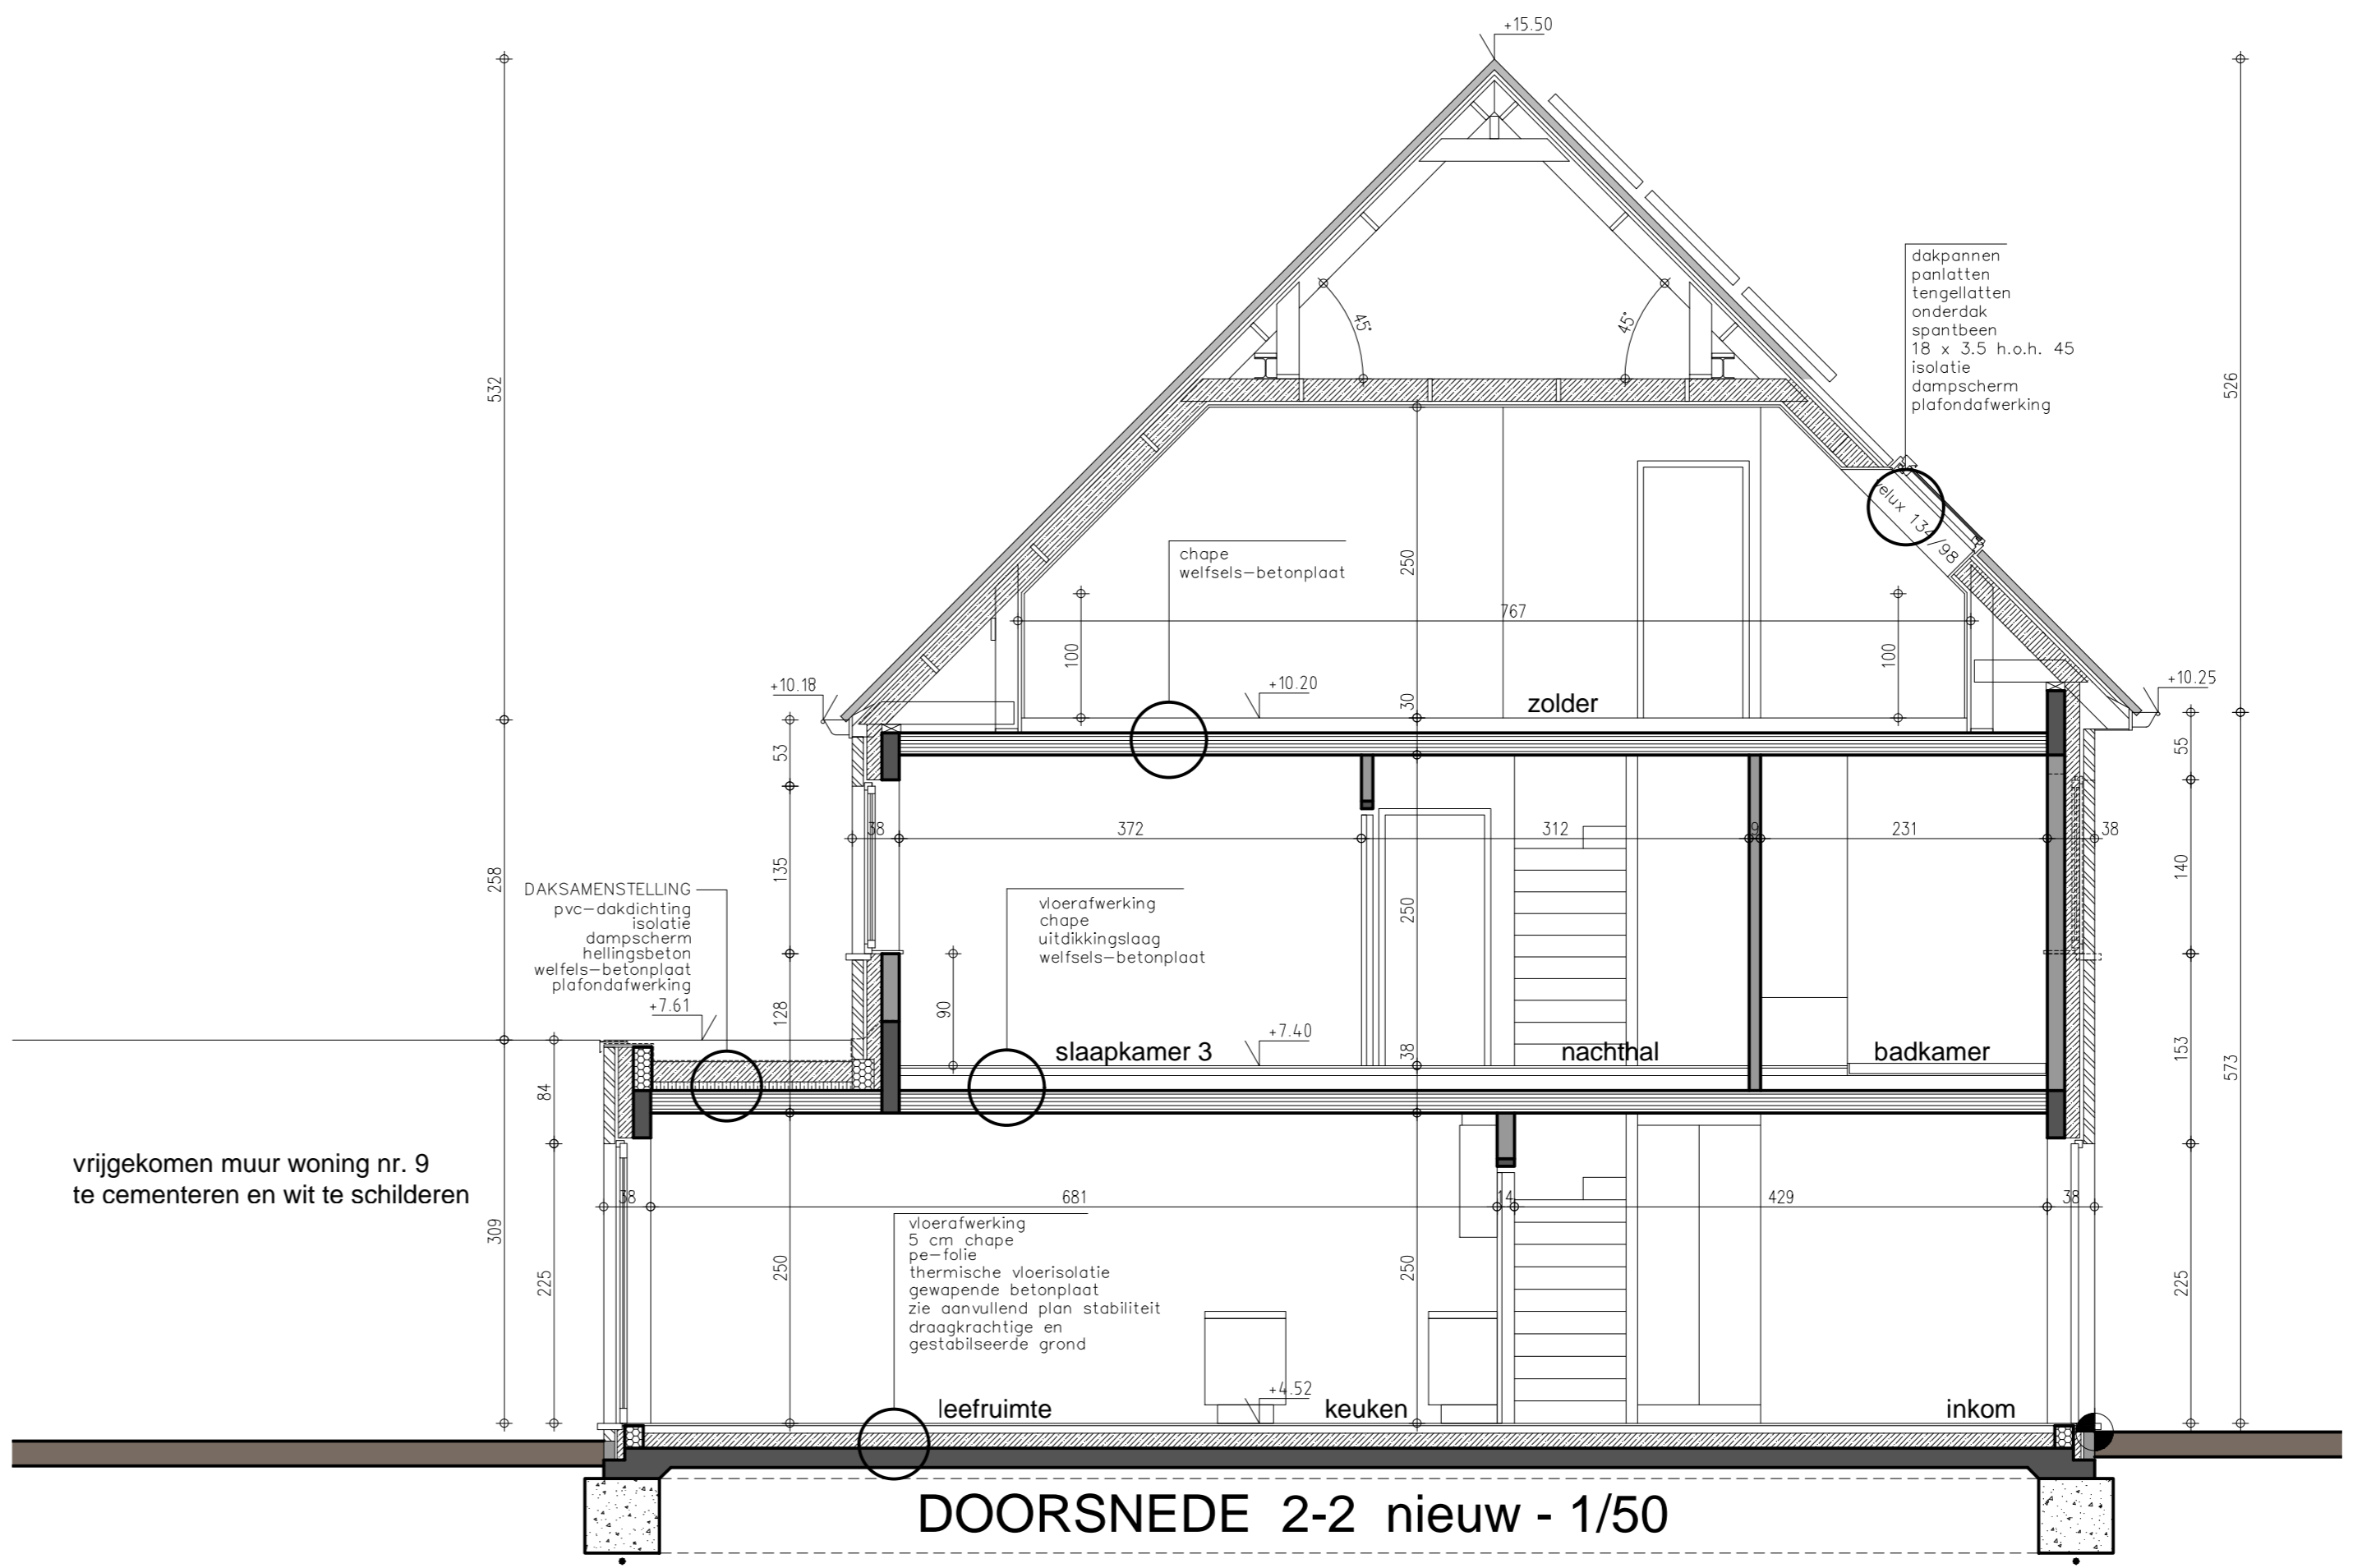 +15.50
532
526
dakpannen
panlatten
tengellatten
onderdak
spantbeen
18 x 3.5 h.o.h. 45
isolatie
dampscherm
plafondafwerking
45°
45°
velux 134/98
chape
welfsels-betonplaat
250
767
100
100
+10.18
+10.20
30
zolder
+10.25
53
55
38
372
312
9
231
38
258
135
250
140
DAKSAMENSTELLING
pvc-dakdichting
isolatie
dampscherm
hellingsbeton
welfels-betonplaat
plafondafwerking
+7.61
vloerafwerking
chape
uitdikkingslaag
welfsels-betonplaat
128
90
+7.40
38
slaapkamer 3
nachthal
badkamer
153
573
84
vrijgekomen muur woning nr. 9
te cementeren en wit te schilderen
38
681
14
429
38
309
225
250
vloerafwerking
5 cm chape
pe-folie
thermische vloerisolatie
gewapende betonplaat
zie aanvullend plan stabiliteit
draagkrachtige en
gestabilseerde grond
250
225
+4.52
leefruimte
keuken
inkom
DOORSNEDE 2-2 nieuw - 1/50